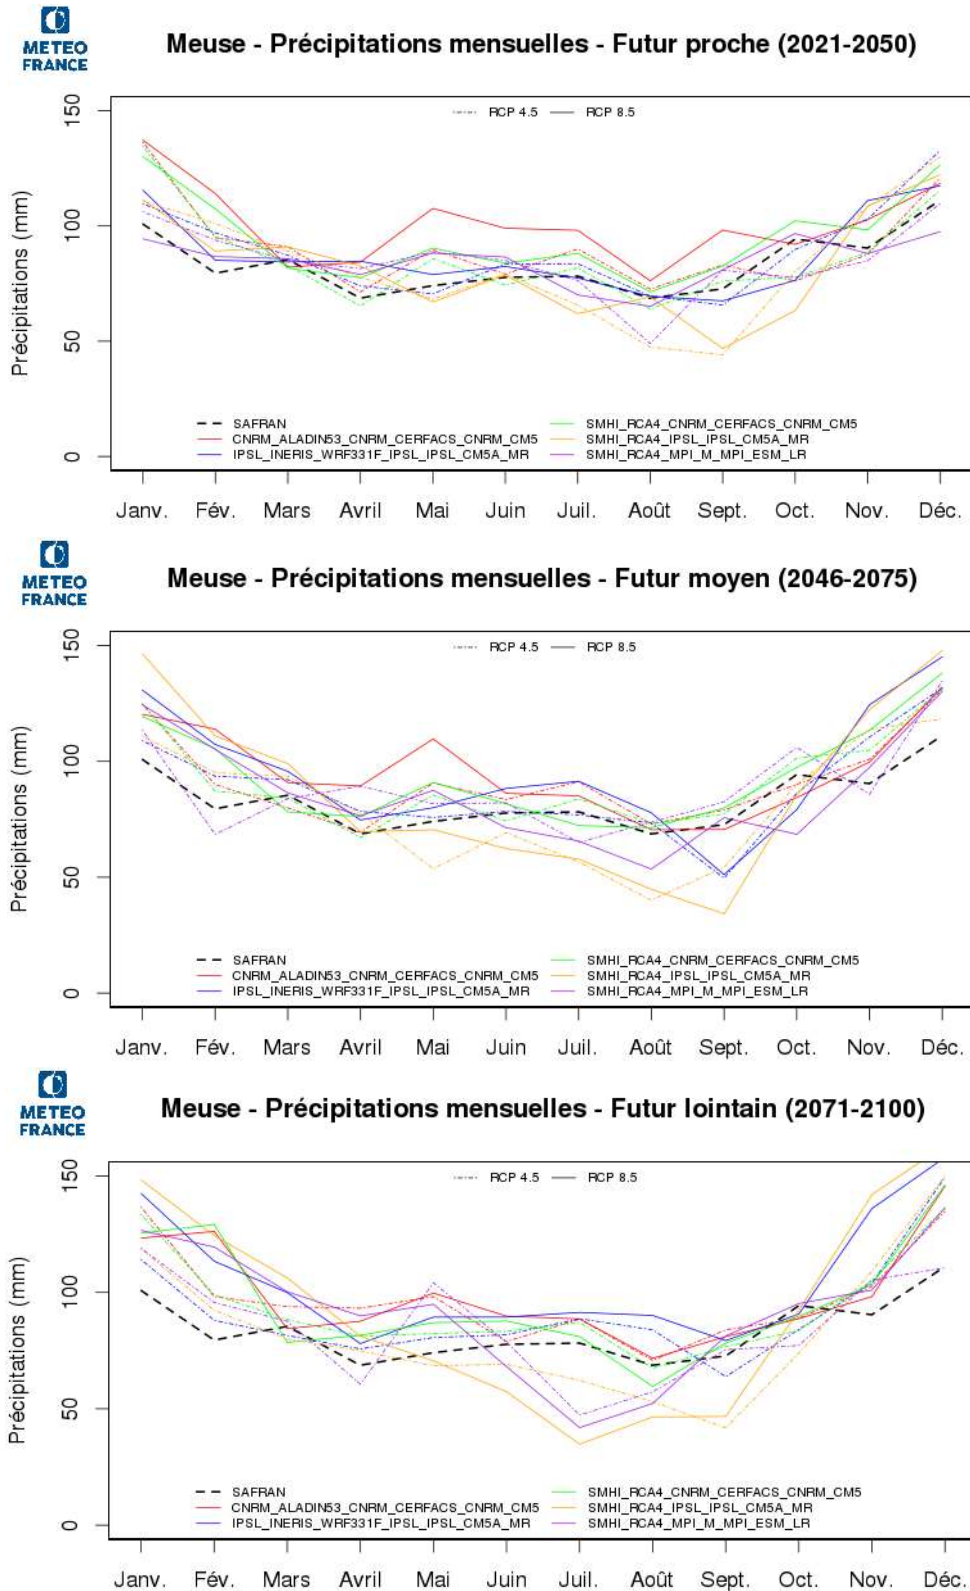 METEO
FRANCE
Meuse - Précipitations mensuelles - Futur proche (2021-2050)
Précipitations (mm)
150
100
50
0
RCP 4.5 RCP 8.5
SAFRAN
CNRM_ALADIN53_CNRM_CERFACS_CNRM_CM5
IPSL_INERIS_WRF331F_IPSL_IPSL_CM5A_MR
SMHI_RCA4_CNRM_CERFACS_CNRM_CM5
SMHI_RCA4_IPSL_IPSL_CM5A_MR
SMHI_RCA4_MPI_M_MPI_ESM_LR
Janv. Fév. Mars Avril Mai Juin Juil. Août Sept. Oct. Nov. Déc.
METEO
FRANCE
Meuse - Précipitations mensuelles - Futur moyen (2046-2075)
Précipitations (mm)
150
100
50
0
RCP 4.5 RCP 8.5
SAFRAN
CNRM_ALADIN53_CNRM_CERFACS_CNRM_CM5
IPSL_INERIS_WRF331F_IPSL_IPSL_CM5A_MR
SMHI_RCA4_CNRM_CERFACS_CNRM_CM5
SMHI_RCA4_IPSL_IPSL_CM5A_MR
SMHI_RCA4_MPI_M_MPI_ESM_LR
Janv. Fév. Mars Avril Mai Juin Juil. Août Sept. Oct. Nov. Déc.
METEO
FRANCE
Meuse - Précipitations mensuelles - Futur lointain (2071-2100)
Précipitations (mm)
150
100
50
0
RCP 4.5 RCP 8.5
SAFRAN
CNRM_ALADIN53_CNRM_CERFACS_CNRM_CM5
IPSL_INERIS_WRF331F_IPSL_IPSL_CM5A_MR
SMHI_RCA4_CNRM_CERFACS_CNRM_CM5
SMHI_RCA4_IPSL_IPSL_CM5A_MR
SMHI_RCA4_MPI_M_MPI_ESM_LR
Janv. Fév. Mars Avril Mai Juin Juil. Août Sept. Oct. Nov. Déc.